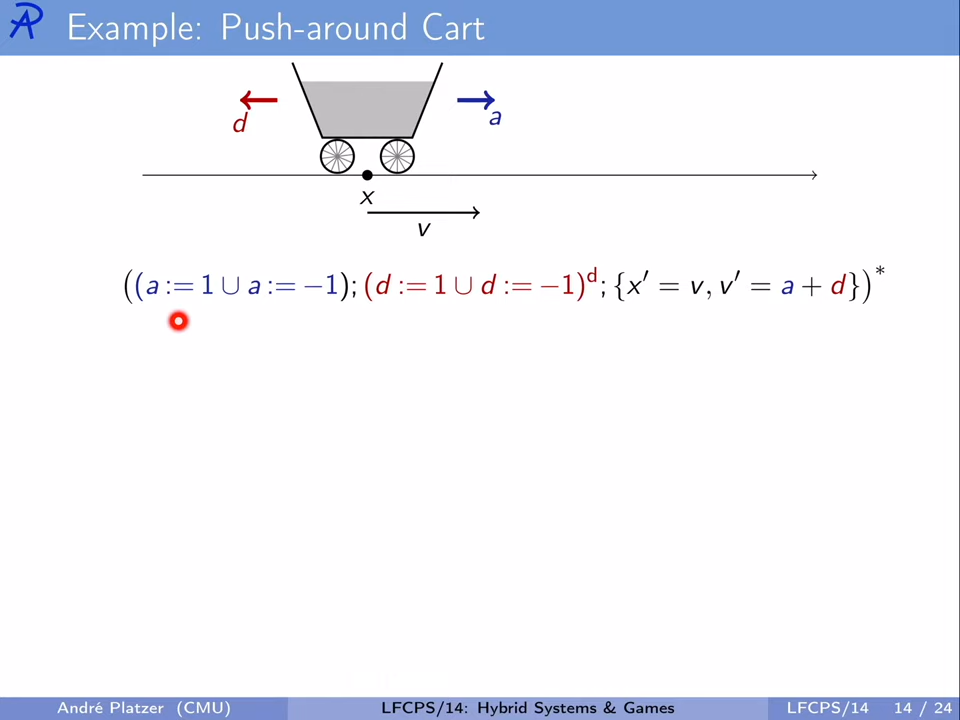 Example: Push-around Cart
d
a
x
v
((a := 1 ∪ a := −1); (d := 1 ∪ d := −1)ᵈ; {x′ = v, v′ = a + d})*
André Platzer (CMU) LFCPS/14: Hybrid Systems & Games LFCPS/14 14 / 24